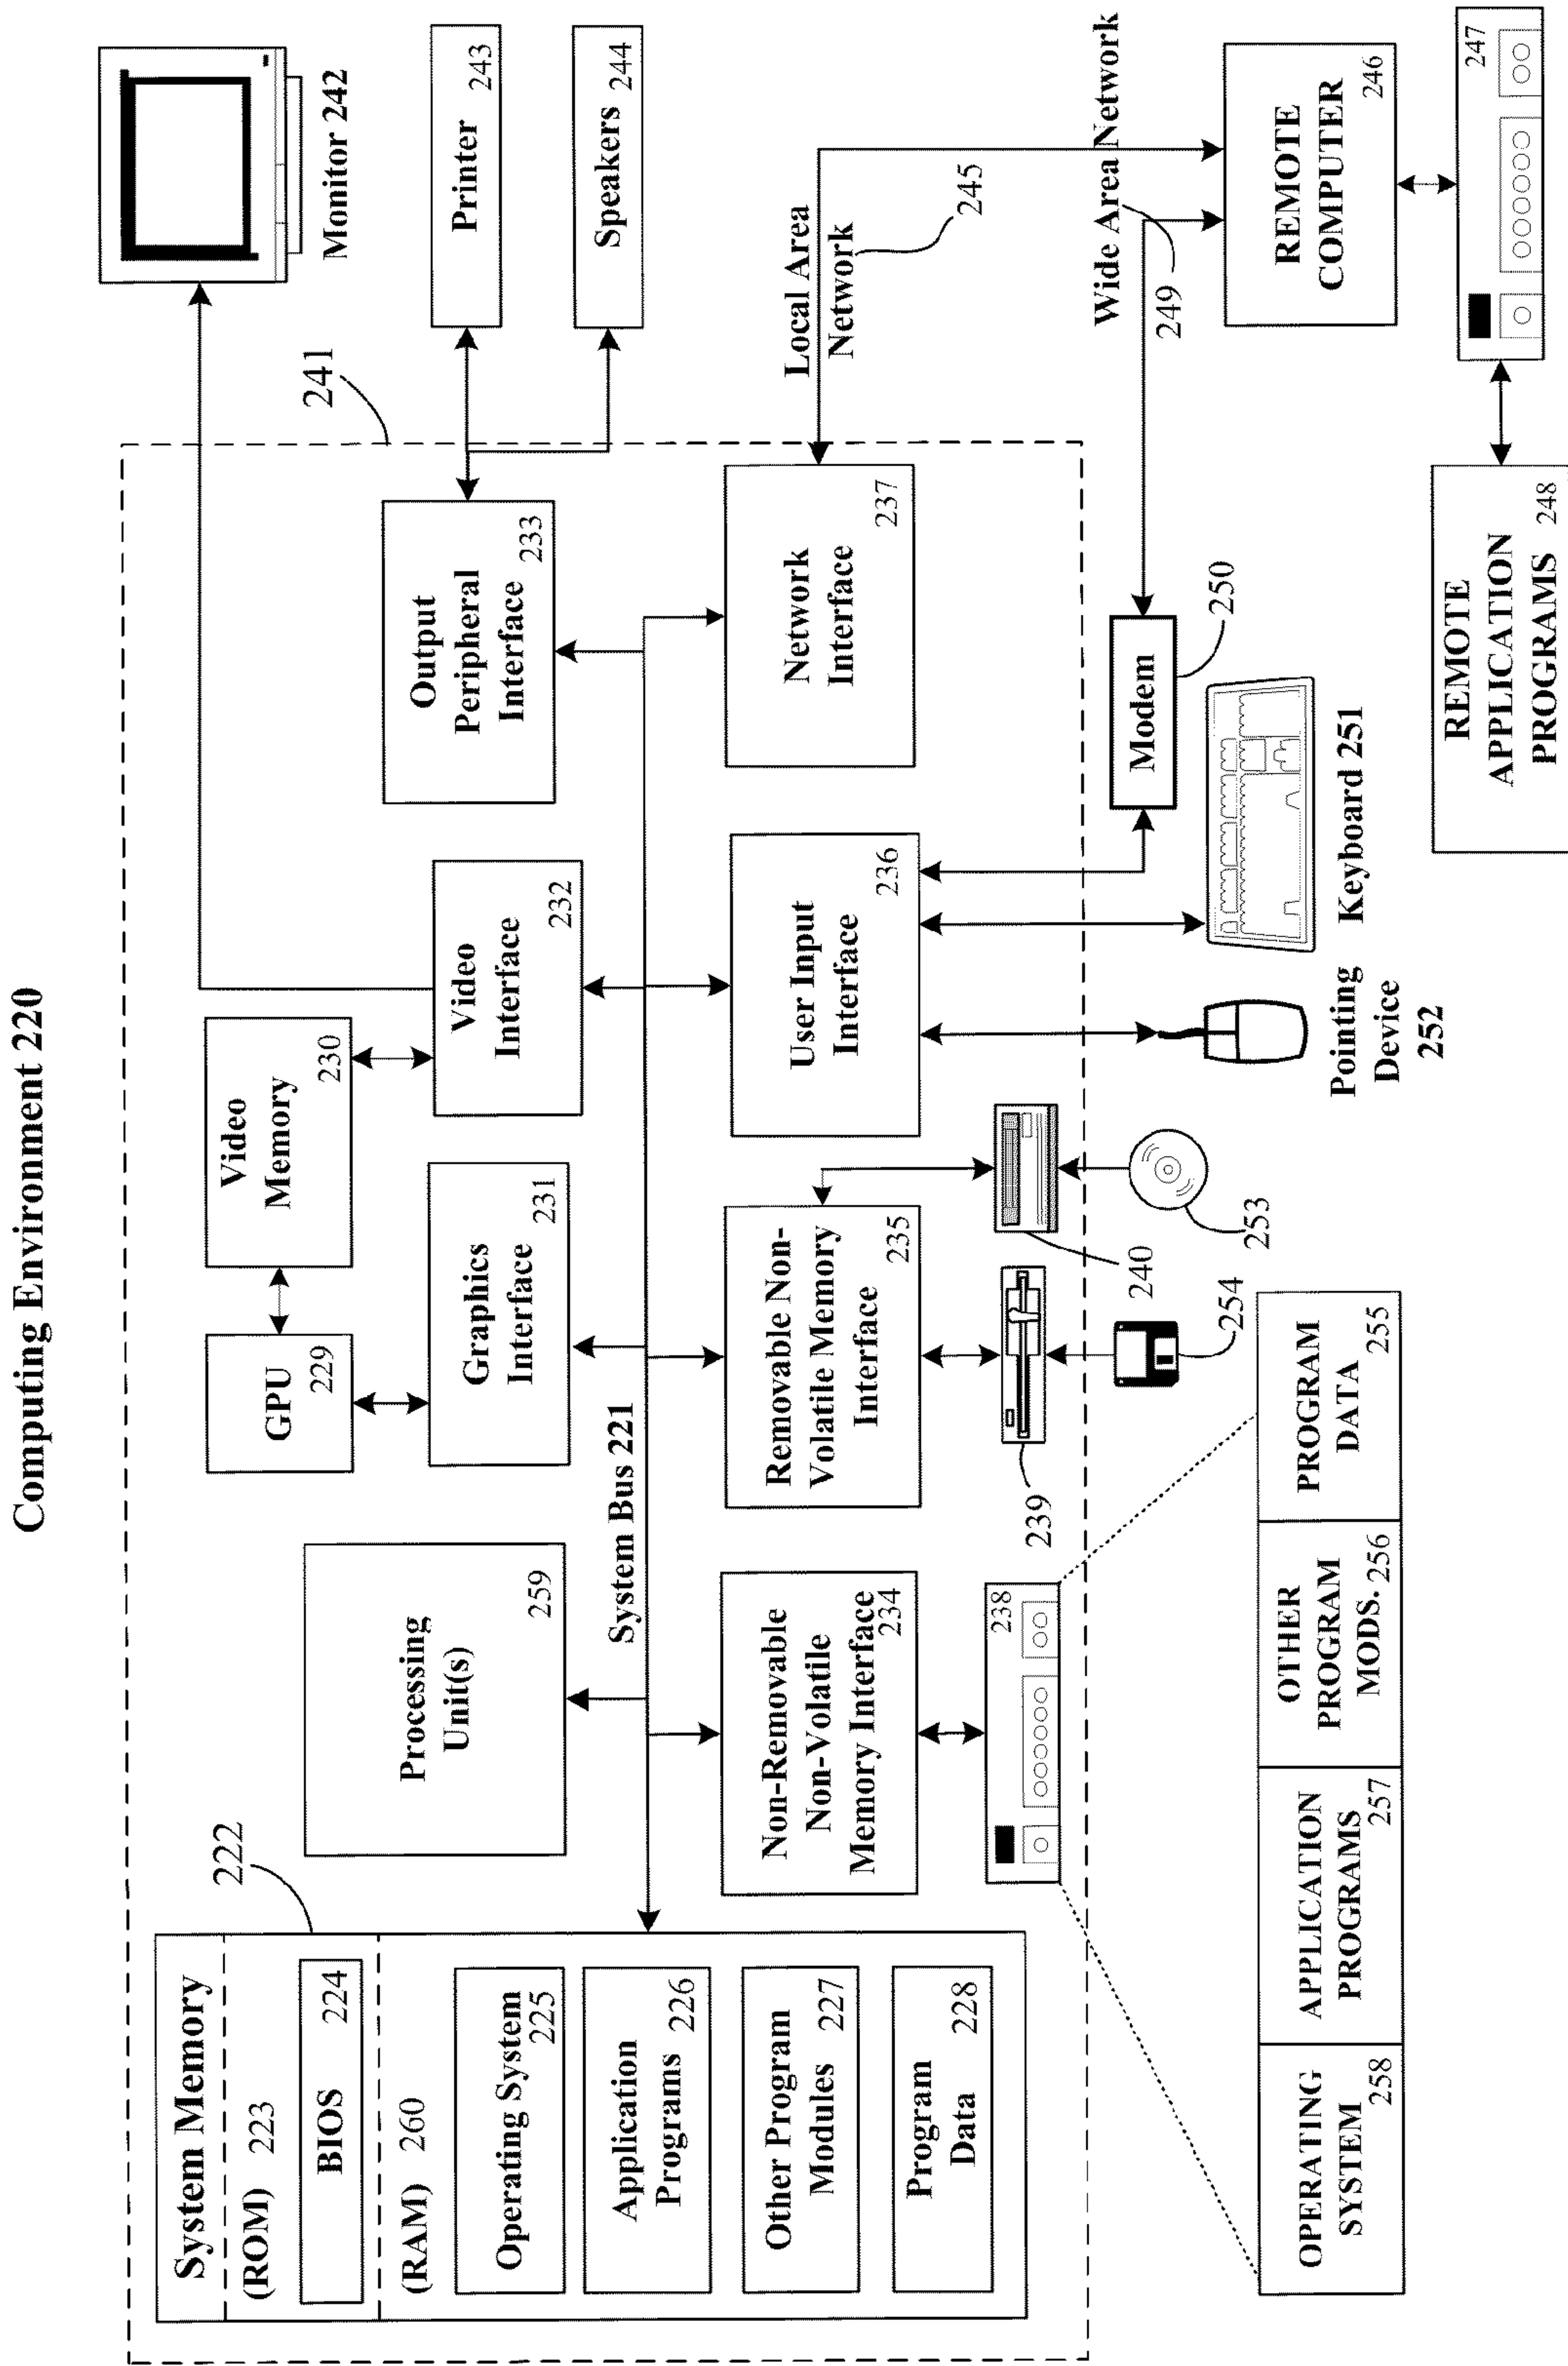 Computing Environment 220
System Memory
222
(ROM) 223
BIOS 224
(RAM) 260
Operating System
225
Application
Programs 226
Other Program
Modules 227
Program
Data 228
Processing
Unit(s)
259
System Bus 221
GPU
229
Video
Memory
230
Graphics
Interface
231
Video
Interface
232
Output
Peripheral
Interface
233
241
Monitor 242
Printer
243
Speakers
244
Non-Removable
Non-Volatile
Memory Interface
234
Removable Non-
Volatile Memory
Interface
235
User Input
Interface
236
Network
Interface
237
Local Area
Network
245
238
239
240
254
253
Pointing
Device
252
Keyboard 251
Modem
250
Wide Area Network
249
REMOTE
COMPUTER
246
247
REMOTE
APPLICATION
PROGRAMS
248
OPERATING
SYSTEM
258
APPLICATION
PROGRAMS
257
OTHER
PROGRAM
MODS.
256
PROGRAM
DATA
255